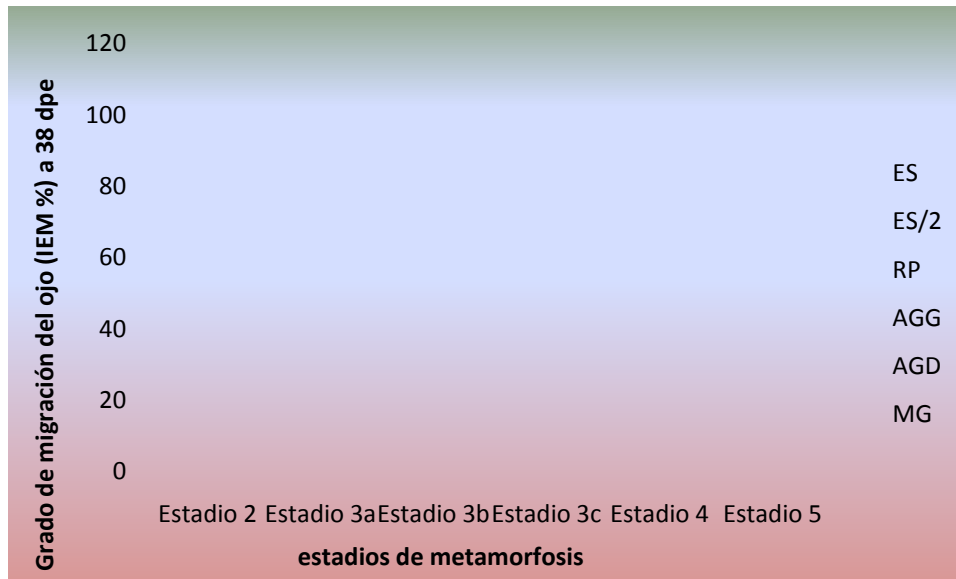 Grado de migración del ojo (IEM %) a 38 dpe
120
100
80
60
40
20
0
Estadio 2 Estadio 3a Estadio 3b Estadio 3c Estadio 4 Estadio 5
estadios de metamorfosis
ES
ES/2
RP
AGG
AGD
MG